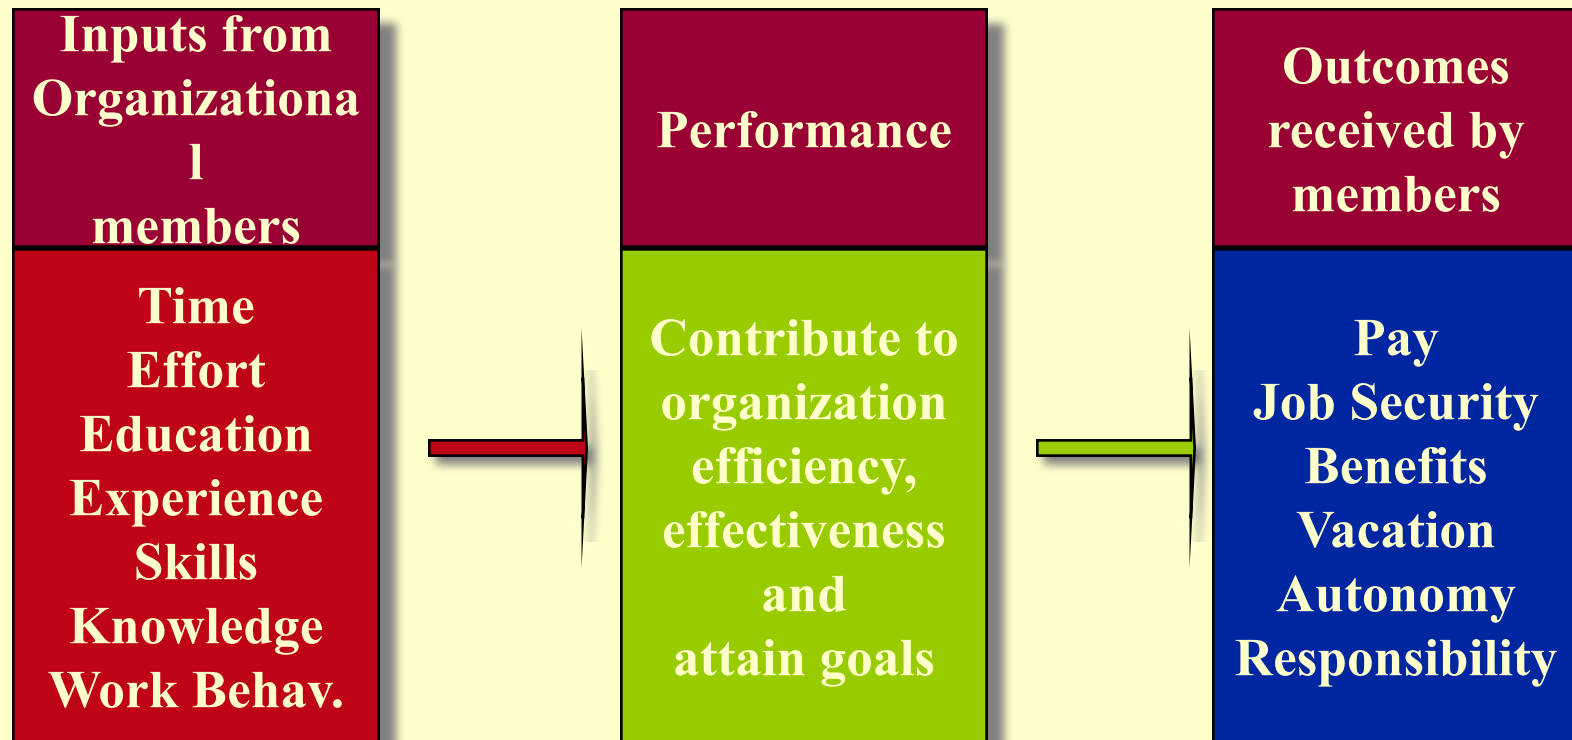 Inputs from
Organizationa
l
members
Time
Effort
Education
Experience
Skills
Knowledge
Work Behav.
Performance
Contribute to
organization
efficiency,
effectiveness
and
attain goals
Outcomes
received by
members
Pay
Job Security
Benefits
Vacation
Autonomy
Responsibility